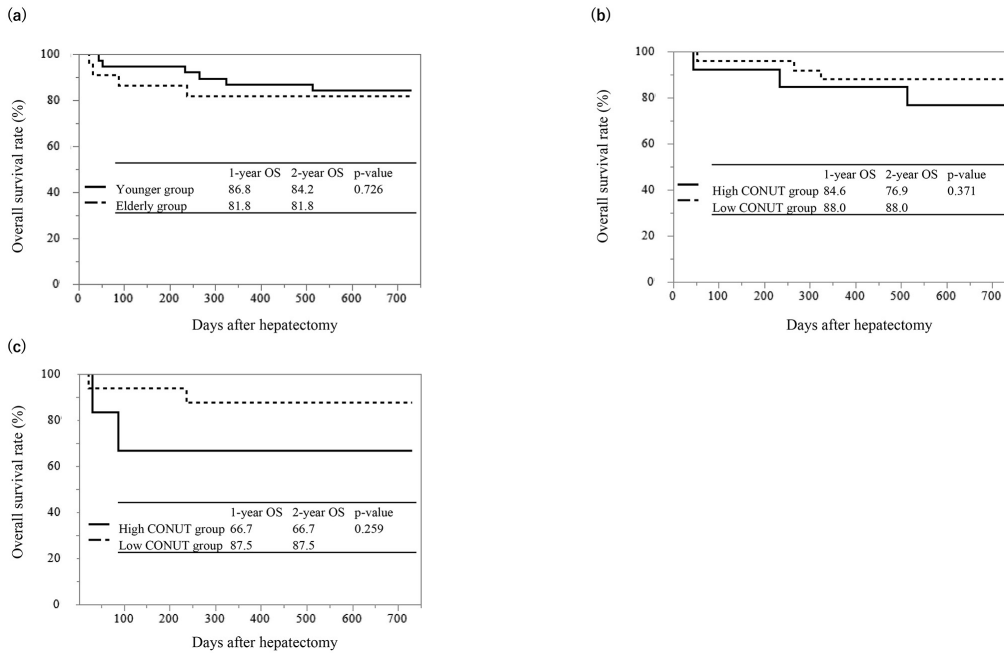 (a)
100
80
60
40
20
0
Overall survival rate (%)
1-year OS 2-year OS p-value
Younger group 86.8 84.2 0.726
Elderly group 81.8 81.8
0 100 200 300 400 500 600 700
Days after hepatectomy
(b)
100
80
60
40
20
0
Overall survival rate (%)
1-year OS 2-year OS p-value
High CONUT group 84.6 76.9 0.371
Low CONUT group 88.0 88.0
0 100 200 300 400 500 600 700
Days after hepatectomy
(c)
100
80
60
40
20
0
Overall survival rate (%)
1-year OS 2-year OS p-value
High CONUT group 66.7 66.7 0.259
Low CONUT group 87.5 87.5
100 200 300 400 500 600 700
Days after hepatectomy